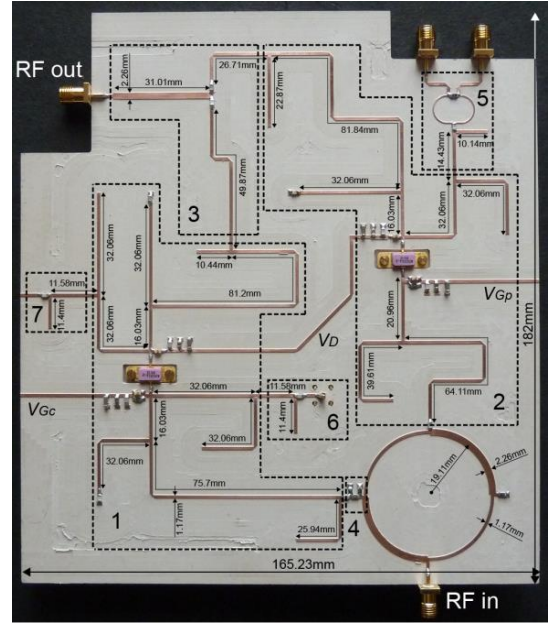 RF out
2.26mm
31.01mm
26.71mm
22.87mm
81.84mm
5
14.43mm
10.14mm
49.87mm
3
32.06mm
16.03mm
32.06mm
32.06mm
10.44mm
81.2mm
32.06mm
32.06mm
11.58mm
7
11.4mm
32.06mm
16.03mm
VD
VGp
20.96mm
182mm
39.61mm
64.11mm
2
VGc
32.06mm
11.58mm
6
11.4mm
16.03mm
32.06mm
32.06mm
75.7mm
1
1.17mm
25.94mm
4
19.11mm
2.26mm
1.17mm
165.23mm
RF in